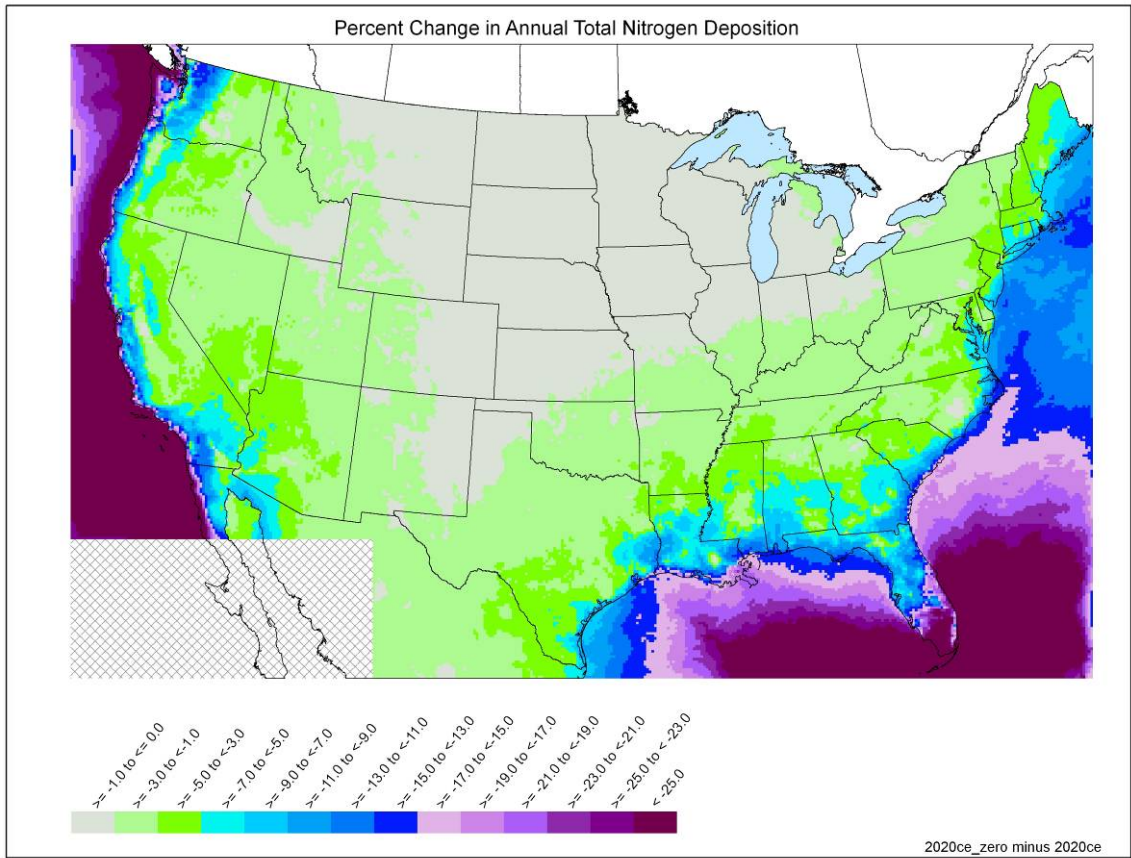 Percent Change in Annual Total Nitrogen Deposition
>= -1.0 to <= 0.0
>= -3.0 to <-1.0
>= -5.0 to <-3.0
>= -7.0 to <-5.0
>= -9.0 to <-7.0
>= -11.0 to <-9.0
>= -13.0 to <-11.0
>= -15.0 to <-13.0
>= -17.0 to <-15.0
>= -19.0 to <-17.0
>= -21.0 to <-19.0
>= -23.0 to <-21.0
>= -25.0 to < -23.0
< -25.0
2020ce_zero minus 2020ce